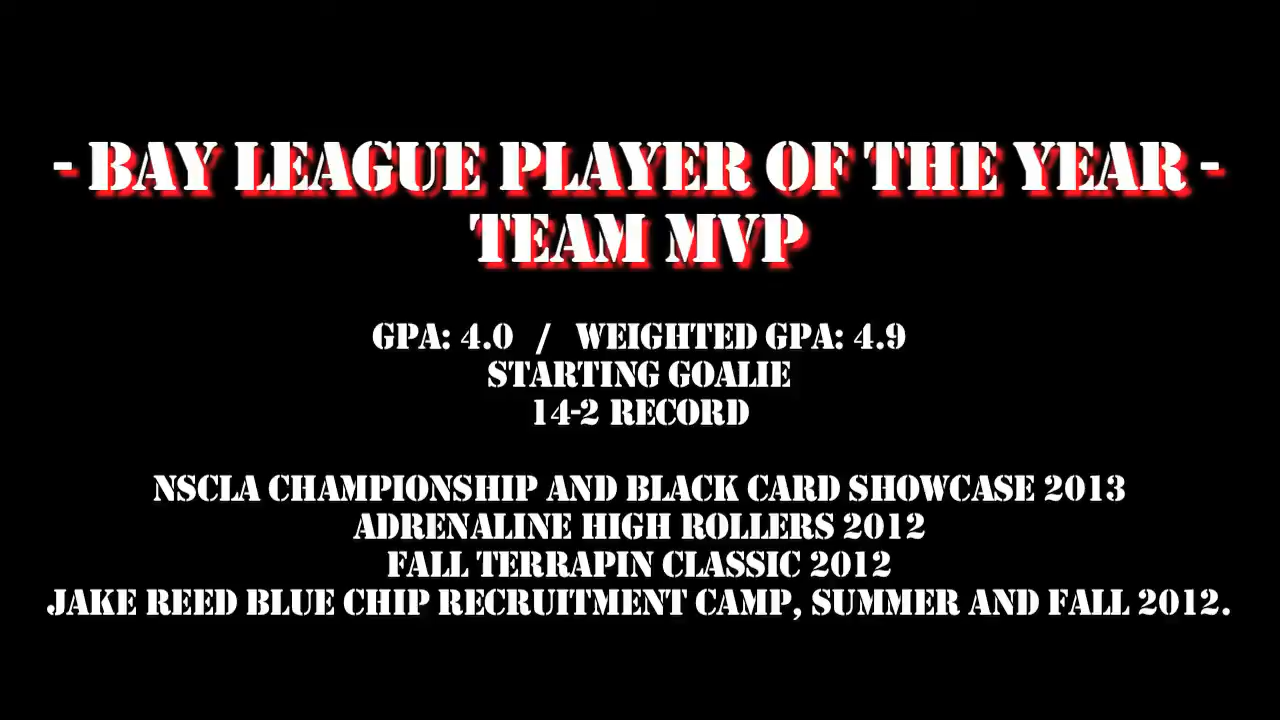 - BAY LEAGUE PLAYER OF THE YEAR -
TEAM MVP
GPA: 4.0 / WEIGHTED GPA: 4.9
STARTING GOALIE
14-2 RECORD
NSCLA CHAMPIONSHIP AND BLACK CARD SHOWCASE 2013
ADRENALINE HIGH ROLLERS 2012
FALL TERRAPIN CLASSIC 2012
JAKE REED BLUE CHIP RECRUITMENT CAMP, SUMMER AND FALL 2012.